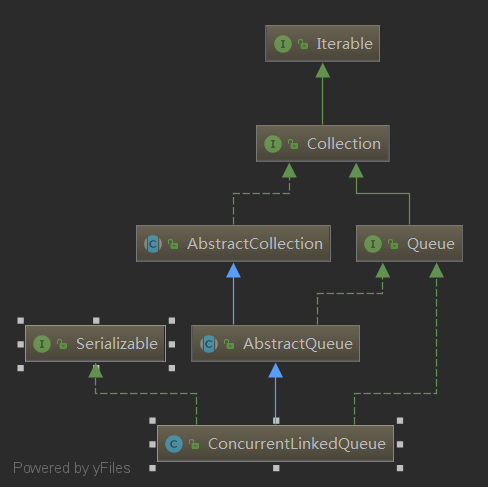 I Iterable
I Collection
C AbstractCollection
I Queue
I Serializable
C AbstractQueue
C ConcurrentLinkedQueue
Powered by yFiles